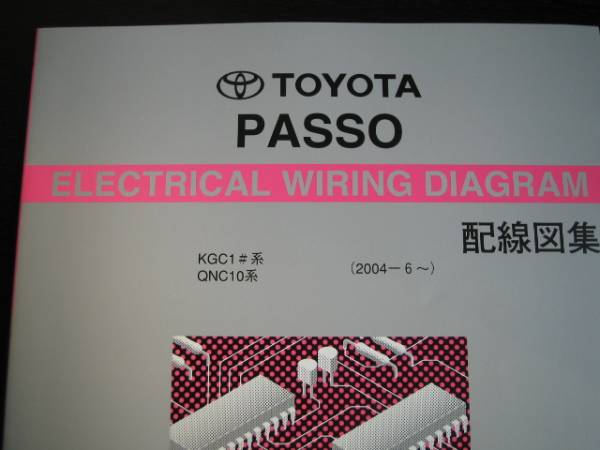 TOYOTA
PASSO
ELECTRICAL WIRING DIAGRAM
配線図集
KGC1#系 (2004-6~)
QNC10系